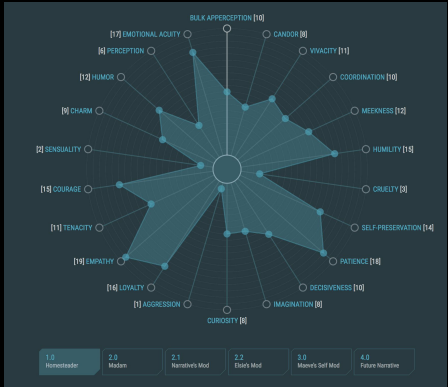 BULK APPERCEPTION [10]
[17] EMOTIONAL ACUITY
CANDOR [8]
[6] PERCEPTION
VIVACITY [11]
[12] HUMOR
COORDINATION [10]
[9] CHARM
MEEKNESS [12]
[2] SENSUALITY
HUMILITY [15]
[15] COURAGE
CRUELTY [3]
[11] TENACITY
SELF-PRESERVATION [14]
[19] EMPATHY
PATIENCE [18]
[16] LOYALTY
DECISIVENESS [10]
[1] AGGRESSION
IMAGINATION [8]
CURIOSITY [8]
1.0
Homesteader
2.0
Madam
2.1
Narrative's Mod
2.2
Elsie's Mod
3.0
Maeve's Self Mod
4.0
Future Narrative